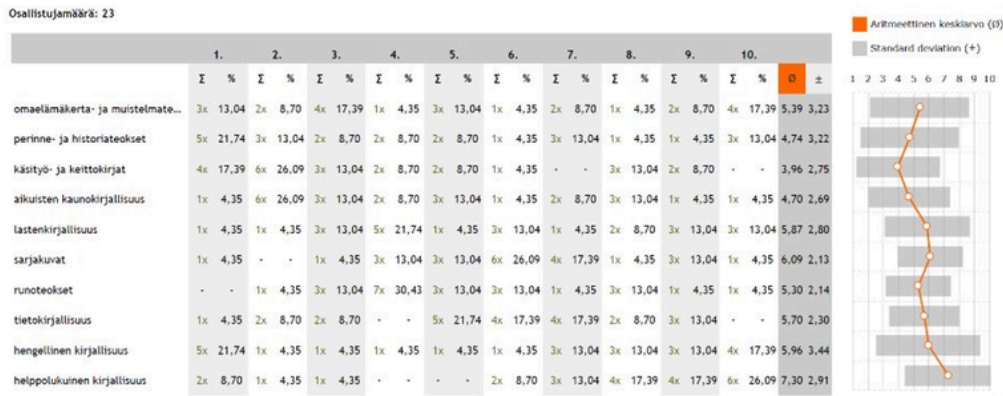 Osallistujamäärä: 23
Aritmeettinen keskiarvo (Ø)
Standard deviation (±)
1. 2. 3. 4. 5. 6. 7. 8. 9. 10.
Σ % Σ % Σ % Σ % Σ % Σ % Σ % Σ % Σ % Σ % Ø ± 1 2 3 4 5 6 7 8 9 10
omaelämäkerta- ja muistelmate... 3x 13,04 2x 8,70 4x 17,39 1x 4,35 3x 13,04 1x 4,35 2x 8,70 1x 4,35 2x 8,70 4x 17,39 5,39 3,23
perinne- ja historiateokset 5x 21,74 3x 13,04 2x 8,70 2x 8,70 2x 8,70 1x 4,35 3x 13,04 1x 4,35 1x 4,35 3x 13,04 4,74 3,22
käsityö- ja keittokirjat 4x 17,39 6x 26,09 3x 13,04 2x 8,70 2x 8,70 1x 4,35 - - 3x 13,04 2x 8,70 - - 3,96 2,75
aikuisten kaunokirjallisuus 1x 4,35 6x 26,09 3x 13,04 2x 8,70 3x 13,04 1x 4,35 2x 8,70 3x 13,04 1x 4,35 1x 4,35 4,70 2,69
lastenkirjallisuus 1x 4,35 1x 4,35 3x 13,04 5x 21,74 1x 4,35 3x 13,04 1x 4,35 2x 8,70 3x 13,04 3x 13,04 5,87 2,80
sarjakuvat 1x 4,35 - - 1x 4,35 3x 13,04 3x 13,04 6x 26,09 4x 17,39 1x 4,35 3x 13,04 1x 4,35 6,09 2,13
runoteokset - - 1x 4,35 3x 13,04 7x 30,43 3x 13,04 3x 13,04 1x 4,35 3x 13,04 1x 4,35 1x 4,35 5,30 2,14
tietokirjallisuus 1x 4,35 2x 8,70 2x 8,70 - - 5x 21,74 4x 17,39 4x 17,39 2x 8,70 3x 13,04 - - 5,70 2,30
hengellinen kirjallisuus 5x 21,74 1x 4,35 1x 4,35 1x 4,35 1x 4,35 1x 4,35 3x 13,04 3x 13,04 3x 13,04 4x 17,39 5,96 3,44
helppolukuinen kirjallisuus 2x 8,70 1x 4,35 1x 4,35 - - - - 2x 8,70 3x 13,04 4x 17,39 4x 17,39 6x 26,09 7,30 2,91